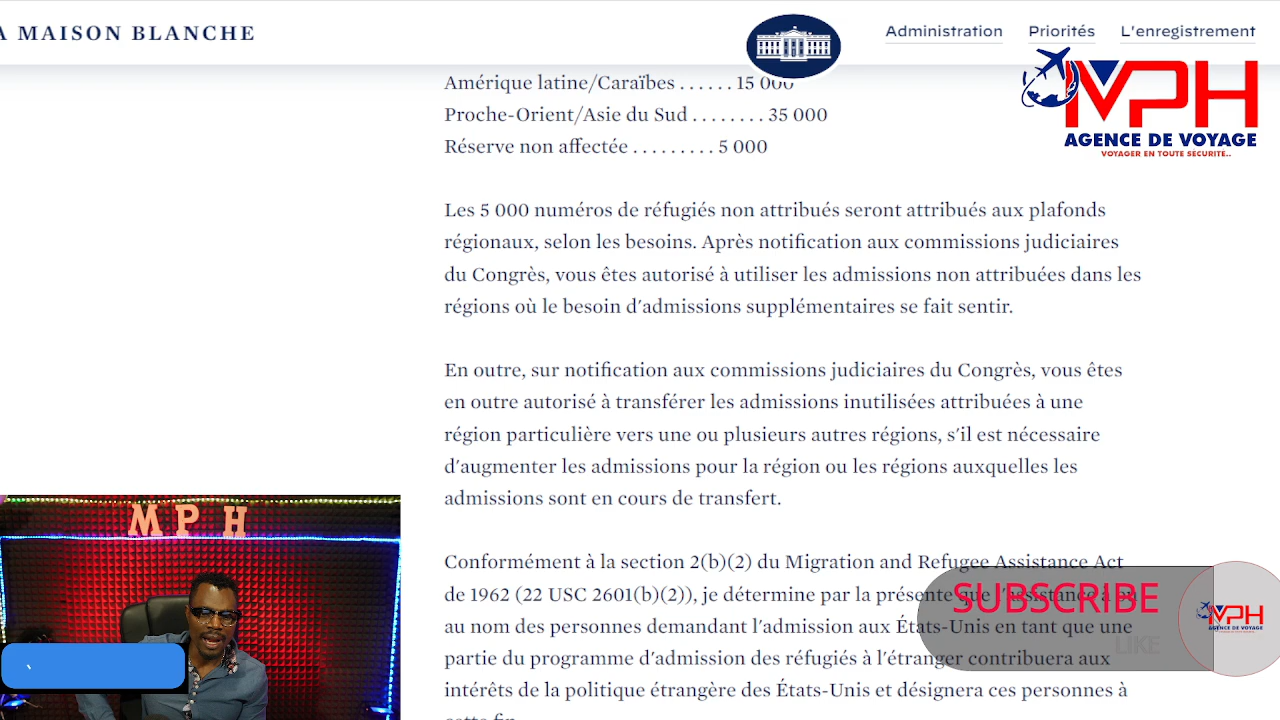 A MAISON BLANCHE
Administration
Priorités
L'enregistrement
MPH
AGENCE DE VOYAGE
VOYAGER EN TOUTE SECURITE..
Amérique latine/Caraïbes . . . . . . 15 000
Proche-Orient/Asie du Sud . . . . . . . . 35 000
Réserve non affectée . . . . . . . . . 5 000
Les 5 000 numéros de réfugiés non attribués seront attribués aux plafonds
régionaux, selon les besoins. Après notification aux commissions judiciaires
du Congrès, vous êtes autorisé à utiliser les admissions non attribuées dans les
régions où le besoin d'admissions supplémentaires se fait sentir.
En outre, sur notification aux commissions judiciaires du Congrès, vous êtes
en outre autorisé à transférer les admissions inutilisées attribuées à une
région particulière vers une ou plusieurs autres régions, s'il est nécessaire
d'augmenter les admissions pour la région ou les régions auxquelles les
admissions sont en cours de transfert.
Conformément à la section 2(b)(2) du Migration and Refugee Assistance Act
de 1962 (22 USC 2601(b)(2)), je détermine par la présente que l'assistance à
au nom des personnes demandant l'admission aux États-Unis en tant que une
partie du programme d'admission des réfugiés à l'étranger contribuera aux
intérêts de la politique étrangère des États-Unis et désignera ces personnes à
MPH
SUBSCRIBE
LIKE
MPH
AGENCE DE VOYAGE